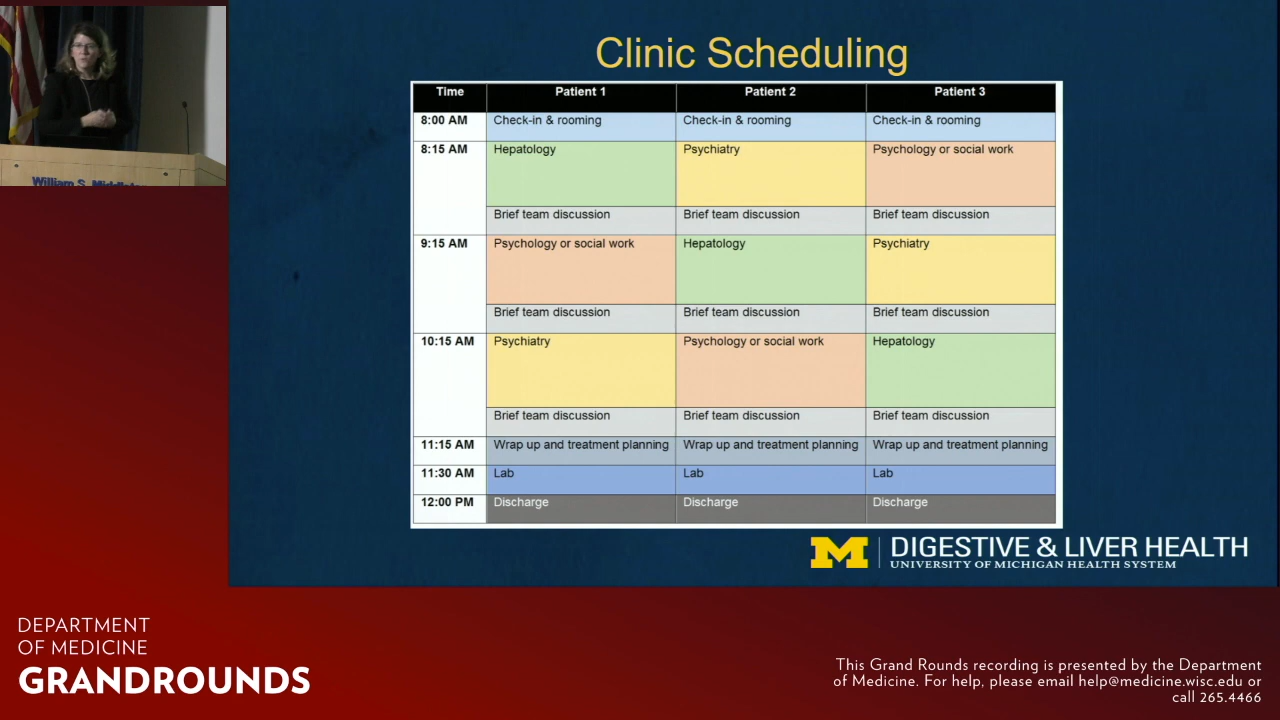 Clinic Scheduling
Time Patient 1 Patient 2 Patient 3
8:00 AM Check-in & rooming Check-in & rooming Check-in & rooming
8:15 AM Hepatology Psychiatry Psychology or social work
Brief team discussion Brief team discussion Brief team discussion
9:15 AM Psychology or social work Hepatology Psychiatry
Brief team discussion Brief team discussion Brief team discussion
10:15 AM Psychiatry Psychology or social work Hepatology
Brief team discussion Brief team discussion Brief team discussion
11:15 AM Wrap up and treatment planning Wrap up and treatment planning Wrap up and treatment planning
11:30 AM Lab Lab Lab
12:00 PM Discharge Discharge Discharge
M DIGESTIVE & LIVER HEALTH
UNIVERSITY OF MICHIGAN HEALTH SYSTEM
William S.
DEPARTMENT
OF MEDICINE
GRANDROUNDS
This Grand Rounds recording is presented by the Department
of Medicine. For help, please email help@medicine.wisc.edu or
call 265.4466